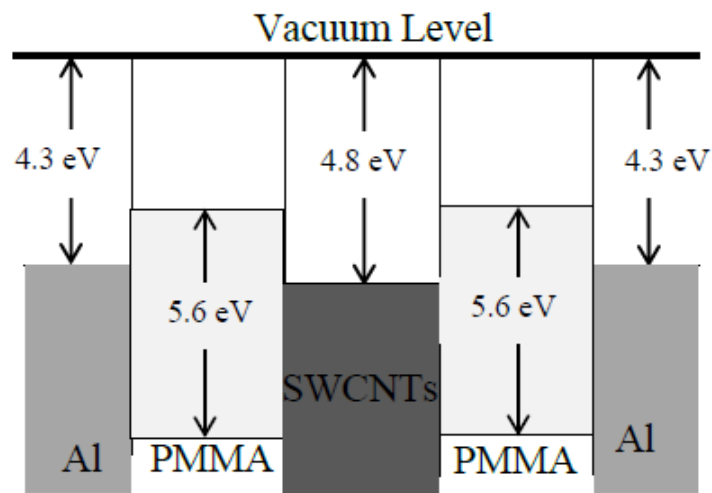 Vacuum Level
4.3 eV
4.8 eV
4.3 eV
5.6 eV
5.6 eV
SWCNTs
Al
PMMA
PMMA
Al